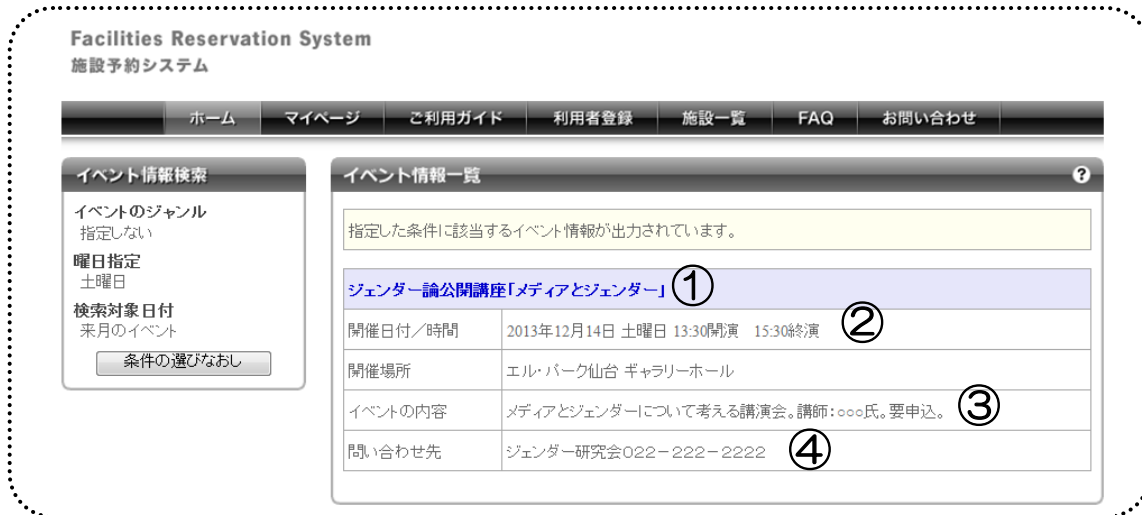 Facilities Reservation System
施設予約システム
ホーム マイページ ご利用ガイド 利用者登録 施設一覧 FAQ お問い合わせ
イベント情報検索
イベントのジャンル
指定しない
曜日指定
土曜日
検索対象日付
来月のイベント
条件の選びなおし
イベント情報一覧 ?
指定した条件に該当するイベント情報が出力されています。
ジェンダー論公開講座「メディアとジェンダー」 ①
開催日付/時間 2013年12月14日 土曜日 13:30開演 15:30終演 ②
開催場所 エル・パーク仙台 ギャラリーホール
イベントの内容 メディアとジェンダーについて考える講演会。講師:○○○氏。要申込。 ③
問い合わせ先 ジェンダー研究会022-222-2222 ④